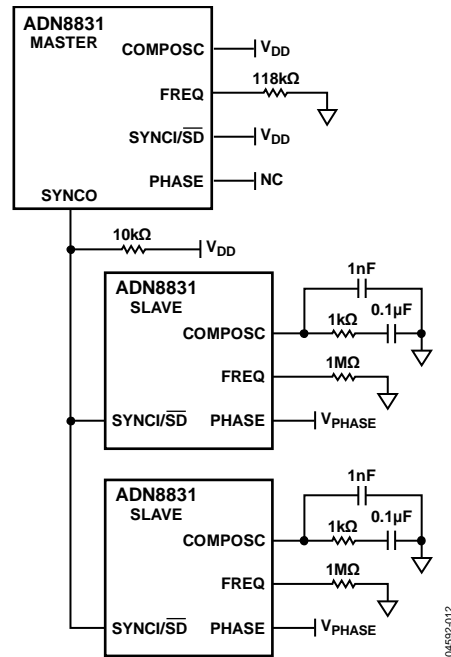 ADN8831
MASTER
COMPOSC
VDD
118kΩ
FREQ
SYNCI/SD
VDD
PHASE
NC
SYNCO
10kΩ
VDD
ADN8831
SLAVE
1nF
0.1µF
COMPOSC
1kΩ
1MΩ
FREQ
SYNCI/SD
PHASE
VPHASE
ADN8831
SLAVE
1nF
0.1µF
COMPOSC
1kΩ
1MΩ
FREQ
SYNCI/SD
PHASE
VPHASE
04592-012